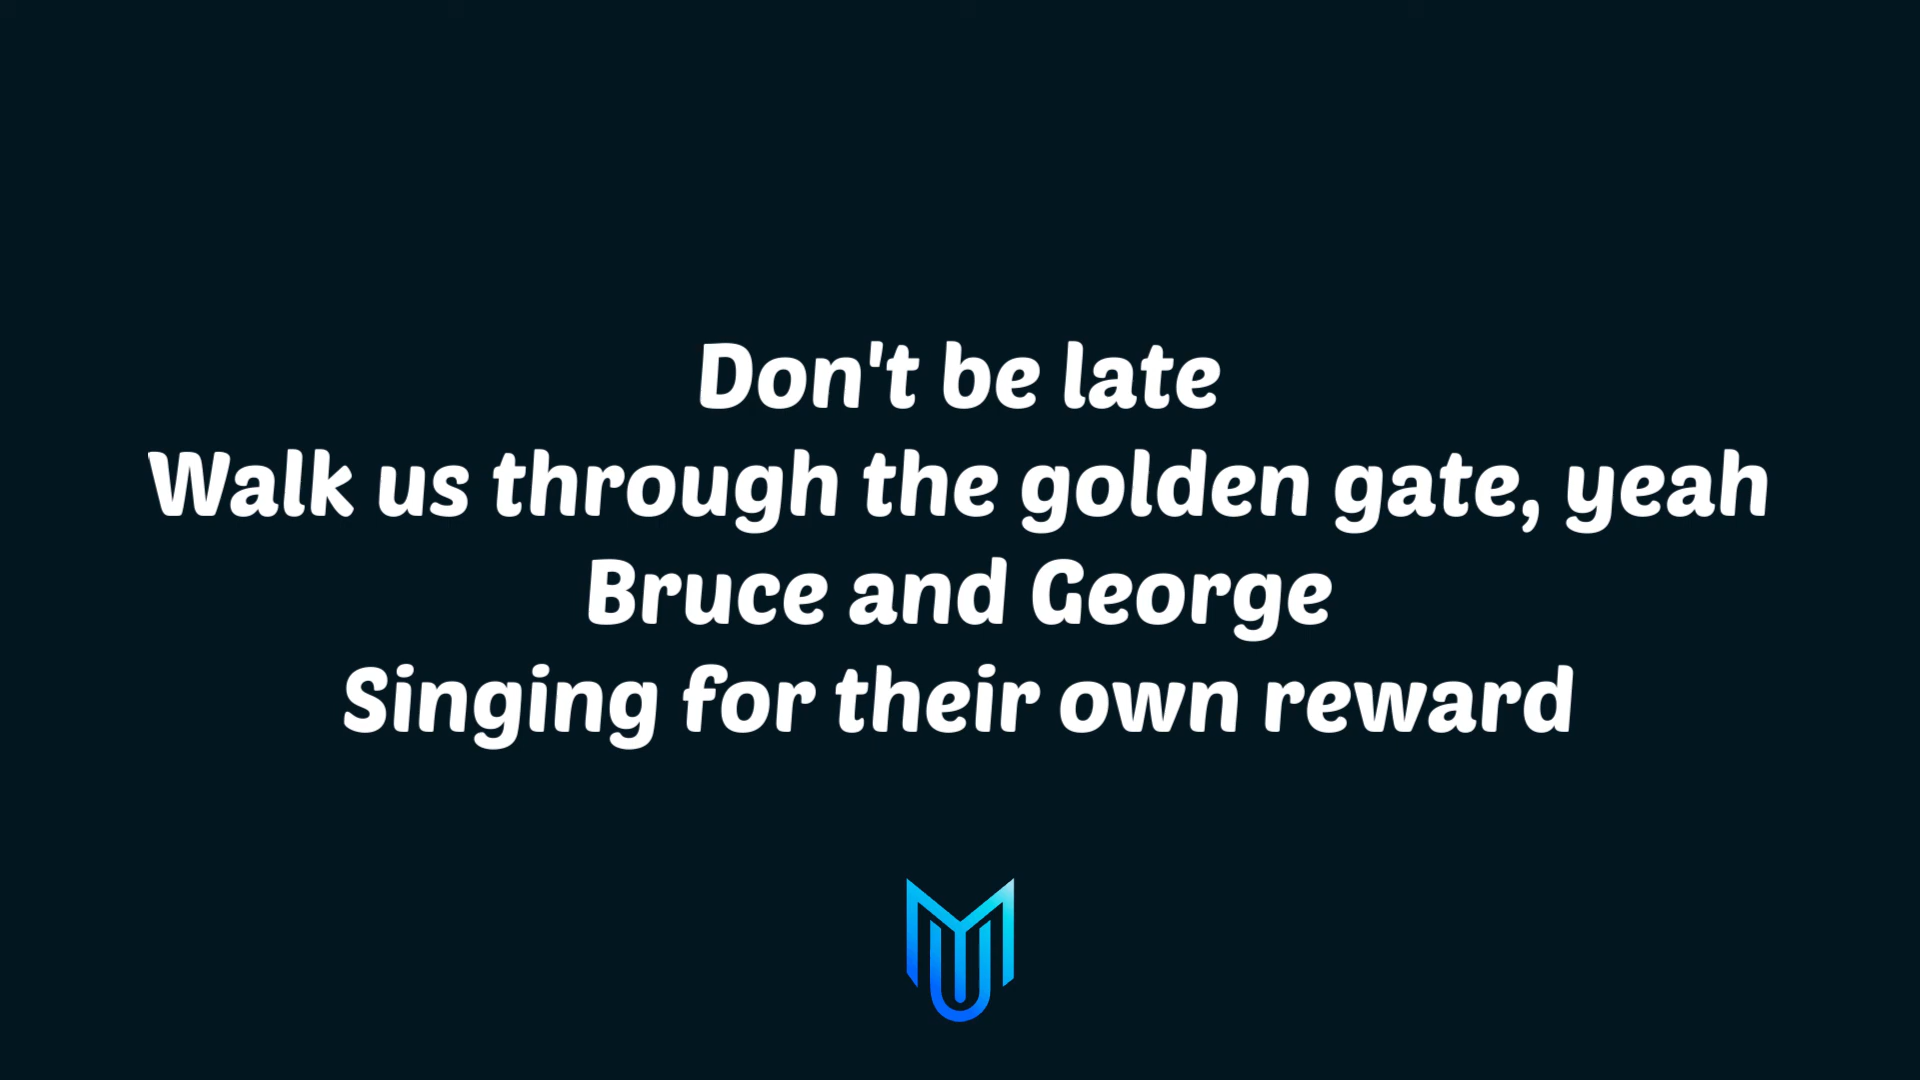 Don't be late
Walk us through the golden gate, yeah
Bruce and George
Singing for their own reward